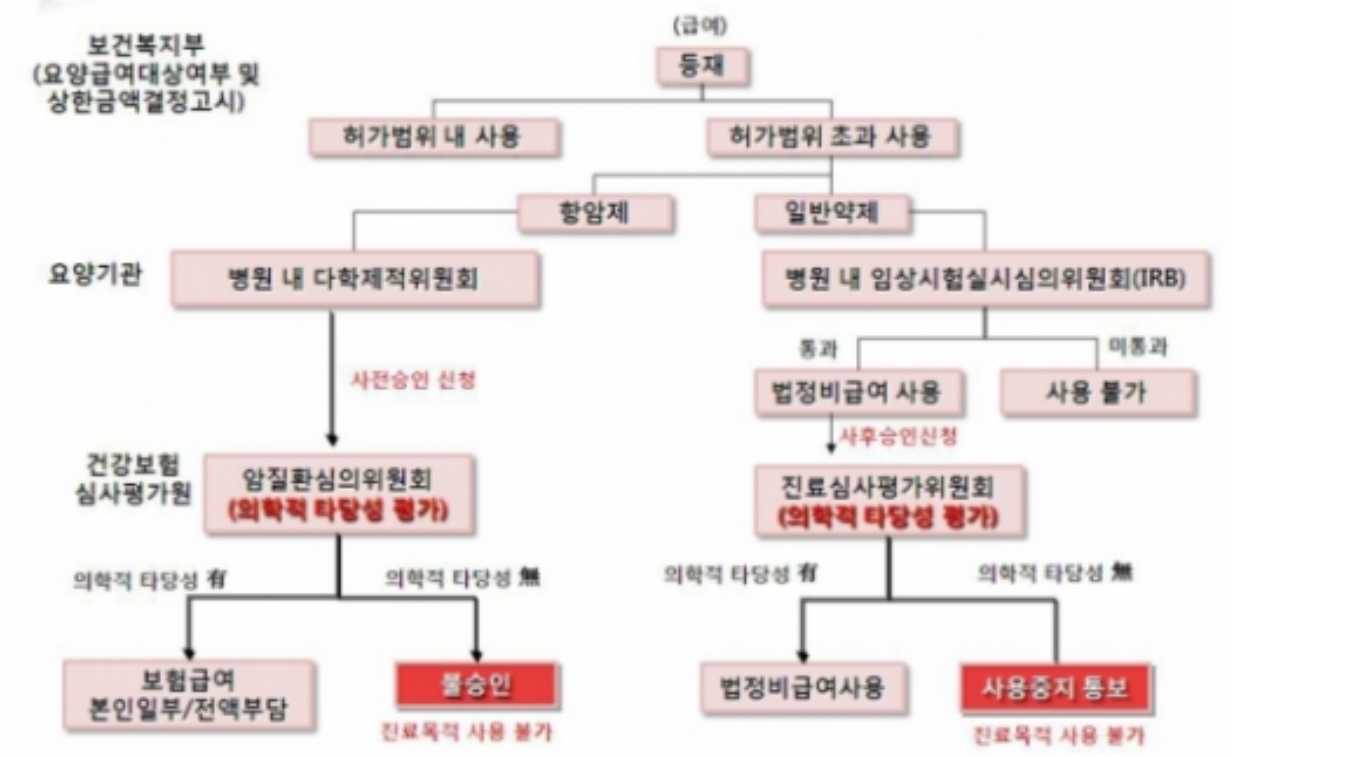 (급여)
보건복지부
(요양급여대상여부 및
상한금액결정고시)
등재
허가범위 내 사용
허가범위 초과 사용
항암제
일반약제
요양기관
병원 내 다학제적위원회
병원 내 임상시험실시심의위원회(IRB)
통과
미통과
사전승인 신청
법정비급여 사용
사용 불가
사후승인신청
건강보험
심사평가원
암질환심의위원회
(의학적 타당성 평가)
진료심사평가위원회
(의학적 타당성 평가)
의학적 타당성 有
의학적 타당성 無
의학적 타당성 有
의학적 타당성 無
보험급여
본인일부/전액부담
불승인
진료목적 사용 불가
법정비급여사용
사용중지 통보
진료목적 사용 불가